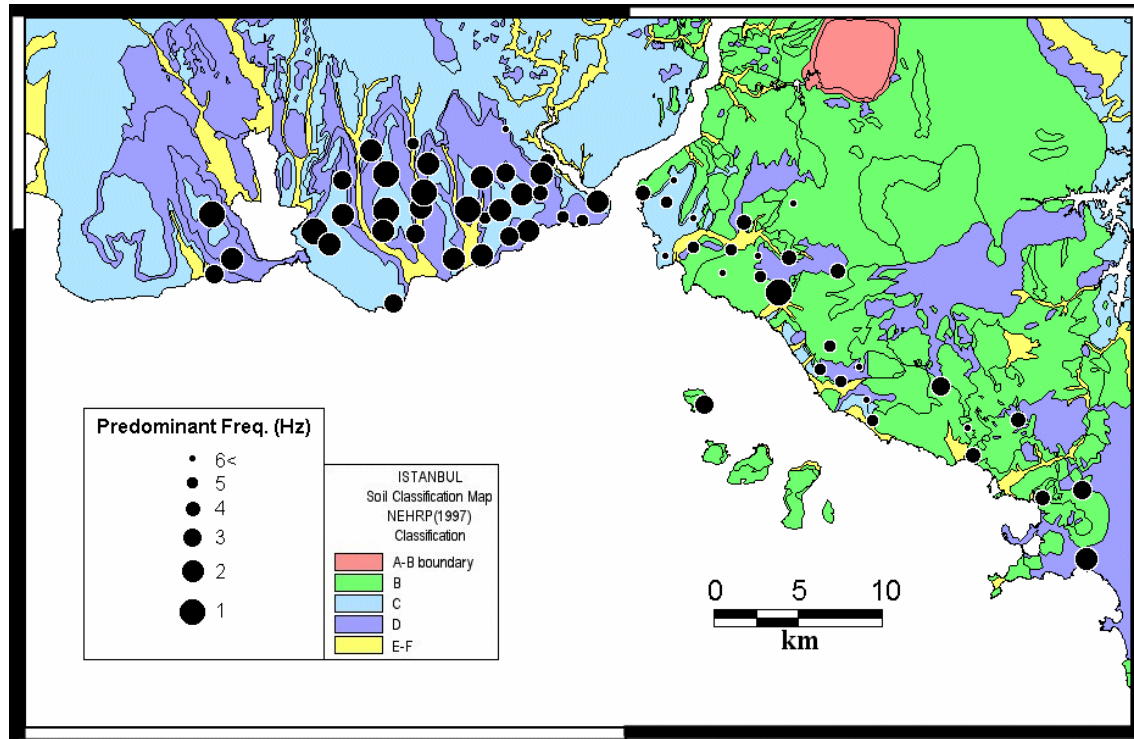 Predominant Freq. (Hz)
6<
5
4
3
2
1
ISTANBUL
Soil Classification Map
NEHRP(1997)
Classification
A-B boundary
B
C
D
E-F
0 5 10
km